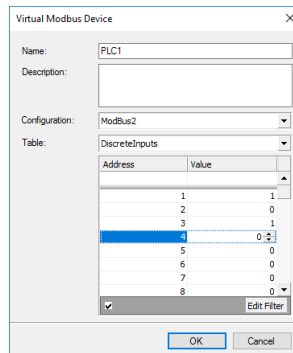 Virtual Modbus Device
Name: PLC1
Description:
Configuration: ModBus2
Table: DiscreteInputs
Address Value
1 1
2 0
3 1
4 0
5 0
6 0
7 0
8 0
Edit Filter
OK Cancel